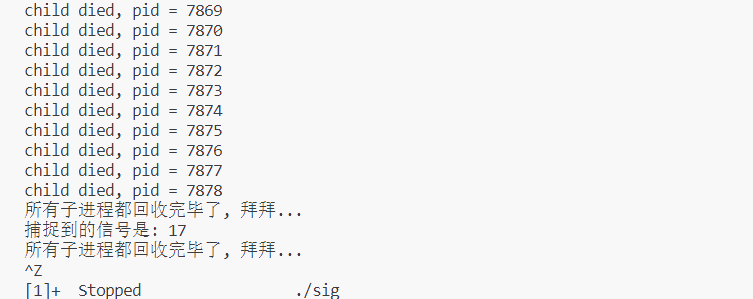 child died, pid = 7869
child died, pid = 7870
child died, pid = 7871
child died, pid = 7872
child died, pid = 7873
child died, pid = 7874
child died, pid = 7875
child died, pid = 7876
child died, pid = 7877
child died, pid = 7878
所有子进程都回收完毕了, 拜拜...
捕捉到的信号是: 17
所有子进程都回收完毕了, 拜拜...
^Z
[1]+  Stopped                 ./sig